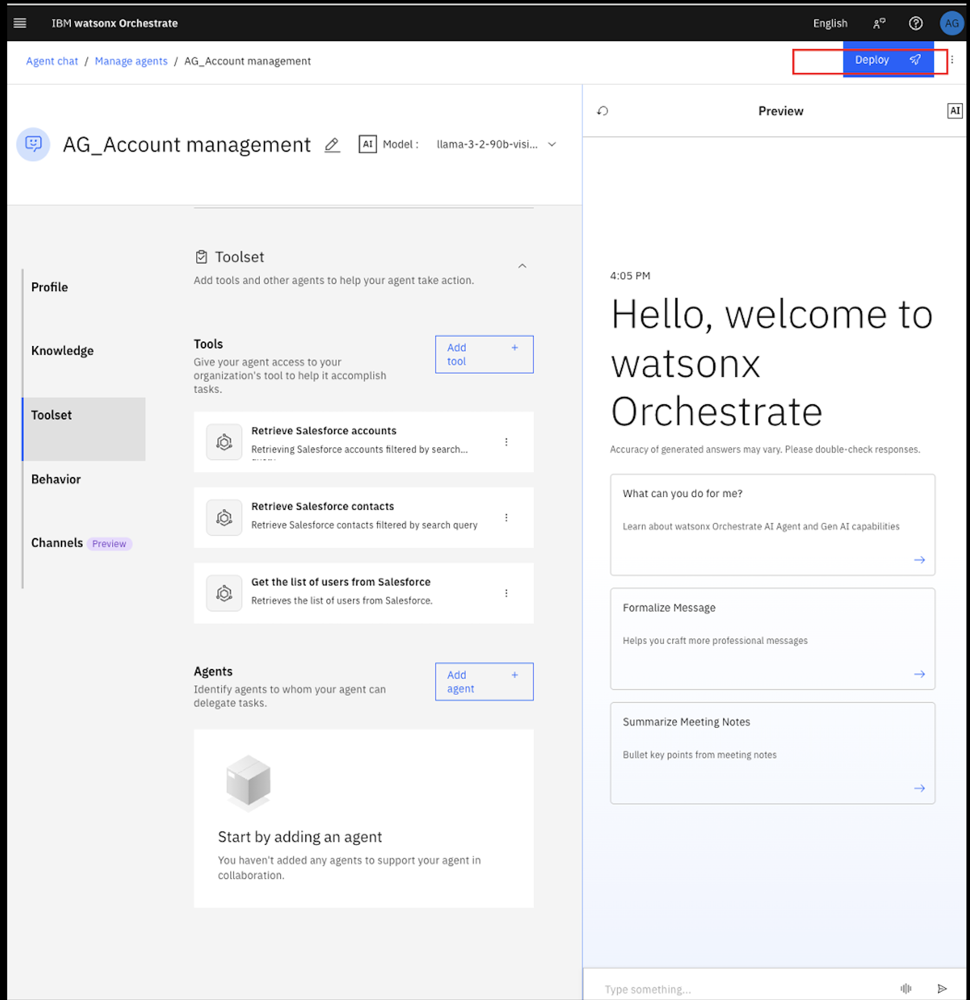 IBM watsonx Orchestrate
English
AG
Agent chat / Manage agents / AG_Account management
Deploy
AG_Account management
AI
Model :
llama-3-2-90b-visi...
Profile
Knowledge
Toolset
Behavior
Channels Preview
Toolset
Add tools and other agents to help your agent take action.
Tools
Give your agent access to your
organization's tool to help it accomplish
tasks.
Add
tool
+
Retrieve Salesforce accounts
Retrieving Salesforce accounts filtered by search...
Retrieve Salesforce contacts
Retrieve Salesforce contacts filtered by search query
Get the list of users from Salesforce
Retrieves the list of users from Salesforce.
Agents
Identify agents to whom your agent can
delegate tasks.
Add
agent
+
Start by adding an agent
You haven't added any agents to support your agent in
collaboration.
Preview
AI
4:05 PM
Hello, welcome to
watsonx
Orchestrate
Accuracy of generated answers may vary. Please double-check responses.
What can you do for me?
Learn about watsonx Orchestrate AI Agent and Gen AI capabilities
Formalize Message
Helps you craft more professional messages
Summarize Meeting Notes
Bullet key points from meeting notes
Type something...